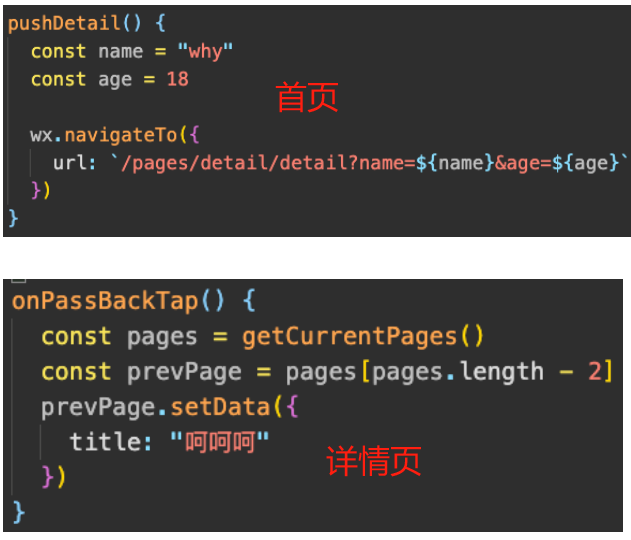 pushDetail() {
const name = "why"
const age = 18
首页
wx.navigateTo({
url: `/pages/detail/detail?name=${name}&age=${age}`
})
}
onPassBackTap() {
const pages = getCurrentPages()
const prevPage = pages[pages.length - 2]
prevPage.setData({
title: "呵呵呵"
详情页
})
}